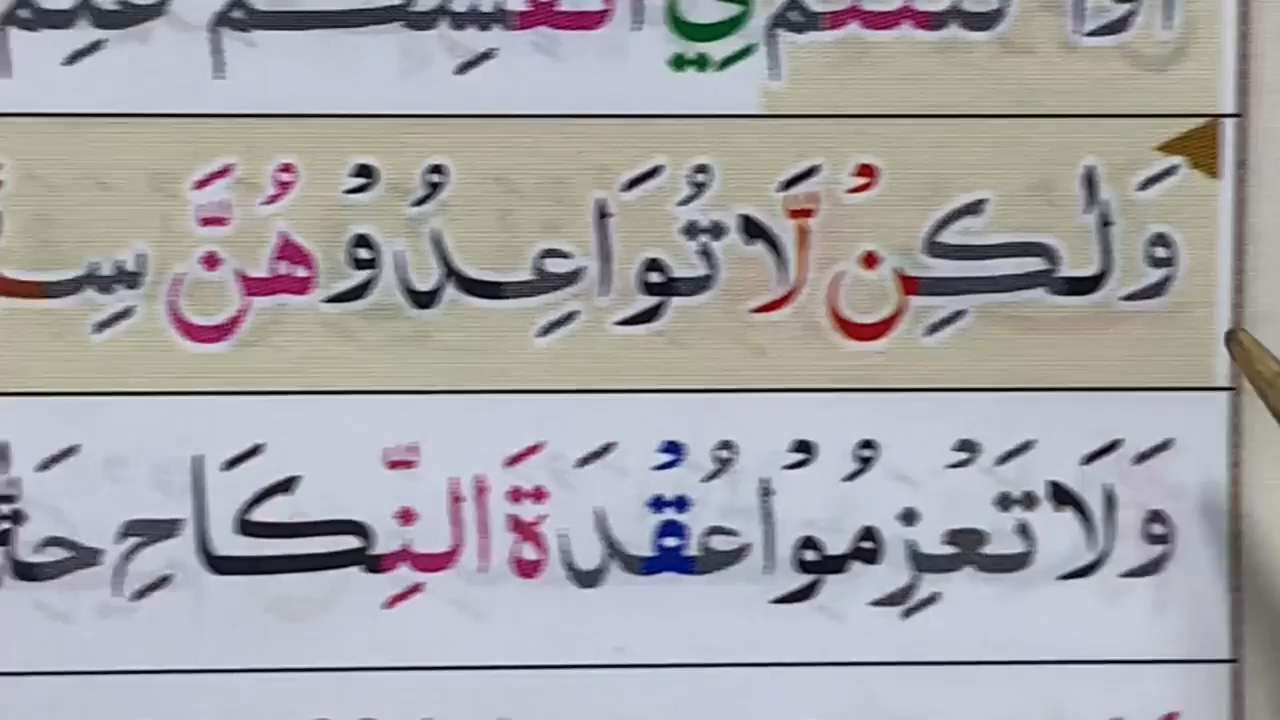 فِيْ اَنْفُسِكُمْ
وَلٰكِنْ لَّا تُوَاعِدُوْهُنَّ
وَلَا تَعْزِمُوْا عُقْدَةَ النِّكَاحِ